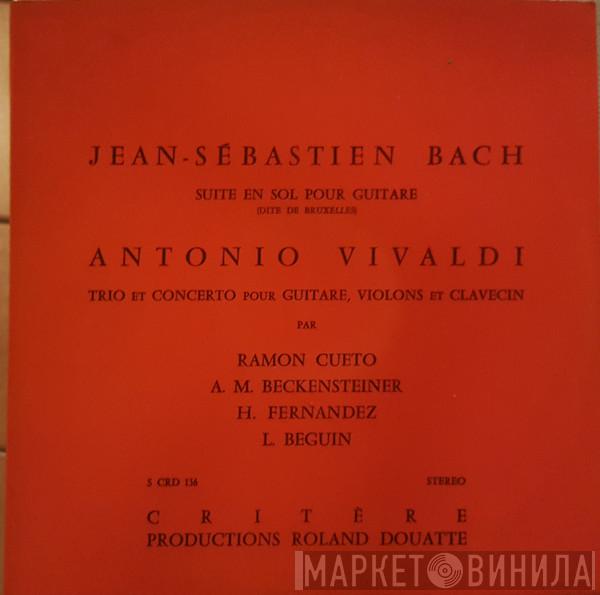 JEAN-SÉBASTIEN BACH
SUITE EN SOL POUR GUITARE
(DITE DE BRUXELLES)
ANTONIO VIVALDI
TRIO ET CONCERTO POUR GUITARE, VIOLONS ET CLAVECIN
PAR
RAMON CUETO
A. M. BECKENSTEINER
H. FERNANDEZ
L. BEGUIN
S CRD 136 STEREO
CRITÈRE
PRODUCTIONS ROLAND DOUATTE
МАРКЕТ ВИНИЛА